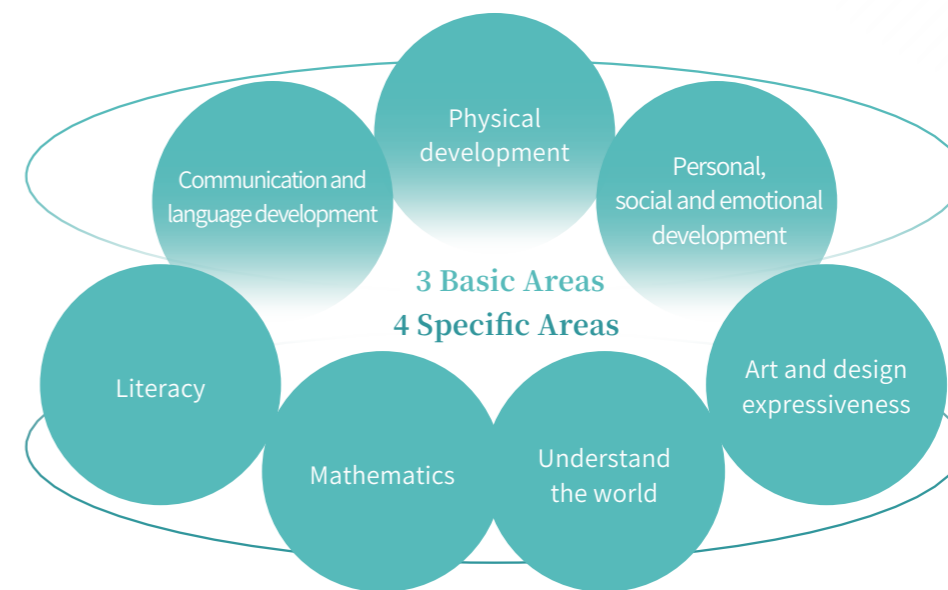 Physical
development
Communication and
language development
Personal,
social and emotional
development
3 Basic Areas
4 Specific Areas
Literacy
Mathematics
Understand
the world
Art and design
expressiveness